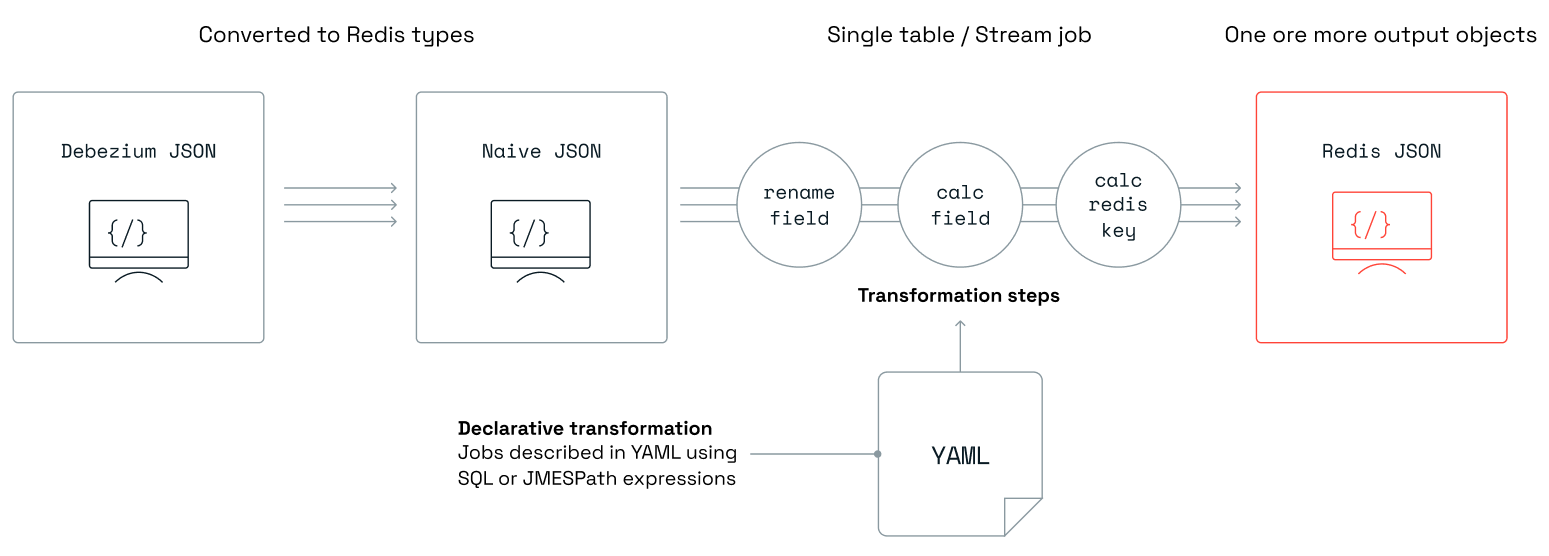 Converted to Redis types
Single table / Stream job
One ore more output objects
Debezium JSON
{/}
Naive JSON
{/}
rename
field
calc
field
calc
redis
key
Redis JSON
{/}
Transformation steps
Declarative transformation
Jobs described in YAML using
SQL or JMESPath expressions
YAML